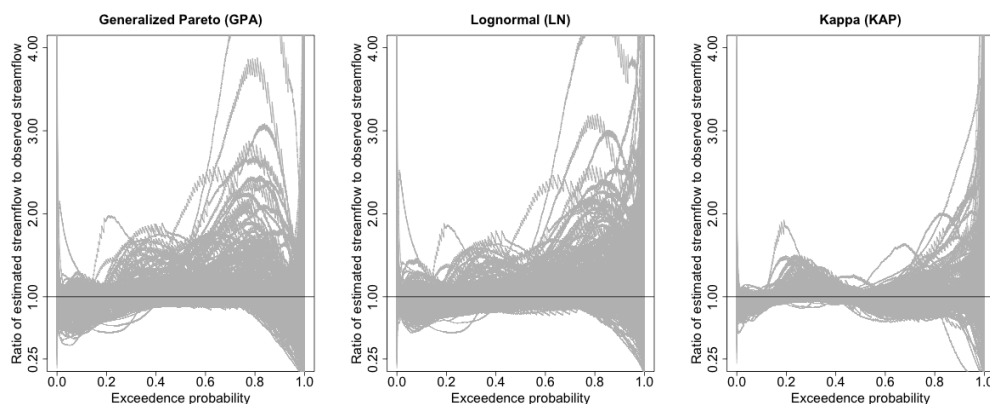 Generalized Pareto (GPA)
Ratio of estimated streamflow to observed streamflow
4.00
3.00
2.00
1.00
0.25
0.0 0.2 0.4 0.6 0.8 1.0
Exceedence probability
Lognormal (LN)
Ratio of estimated streamflow to observed streamflow
4.00
3.00
2.00
1.00
0.25
0.0 0.2 0.4 0.6 0.8 1.0
Exceedence probability
Kappa (KAP)
Ratio of estimated streamflow to observed streamflow
4.00
3.00
2.00
1.00
0.25
0.0 0.2 0.4 0.6 0.8 1.0
Exceedence probability